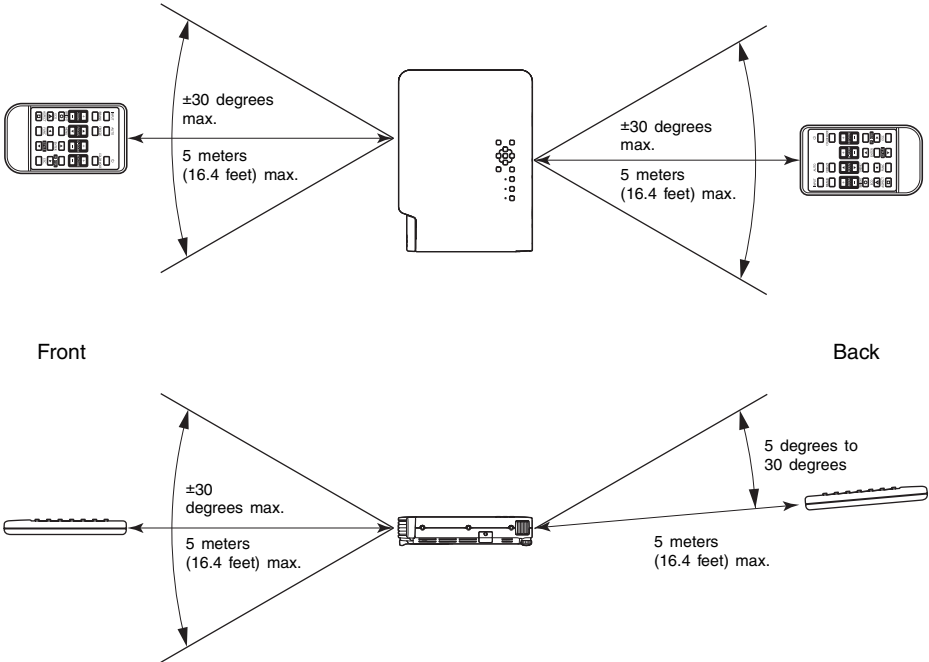 ±30 degrees
max.
5 meters
(16.4 feet) max.
±30 degrees
max.
5 meters
(16.4 feet) max.
Front
Back
±30
degrees max.
5 meters
(16.4 feet) max.
5 degrees to
30 degrees
5 meters
(16.4 feet) max.